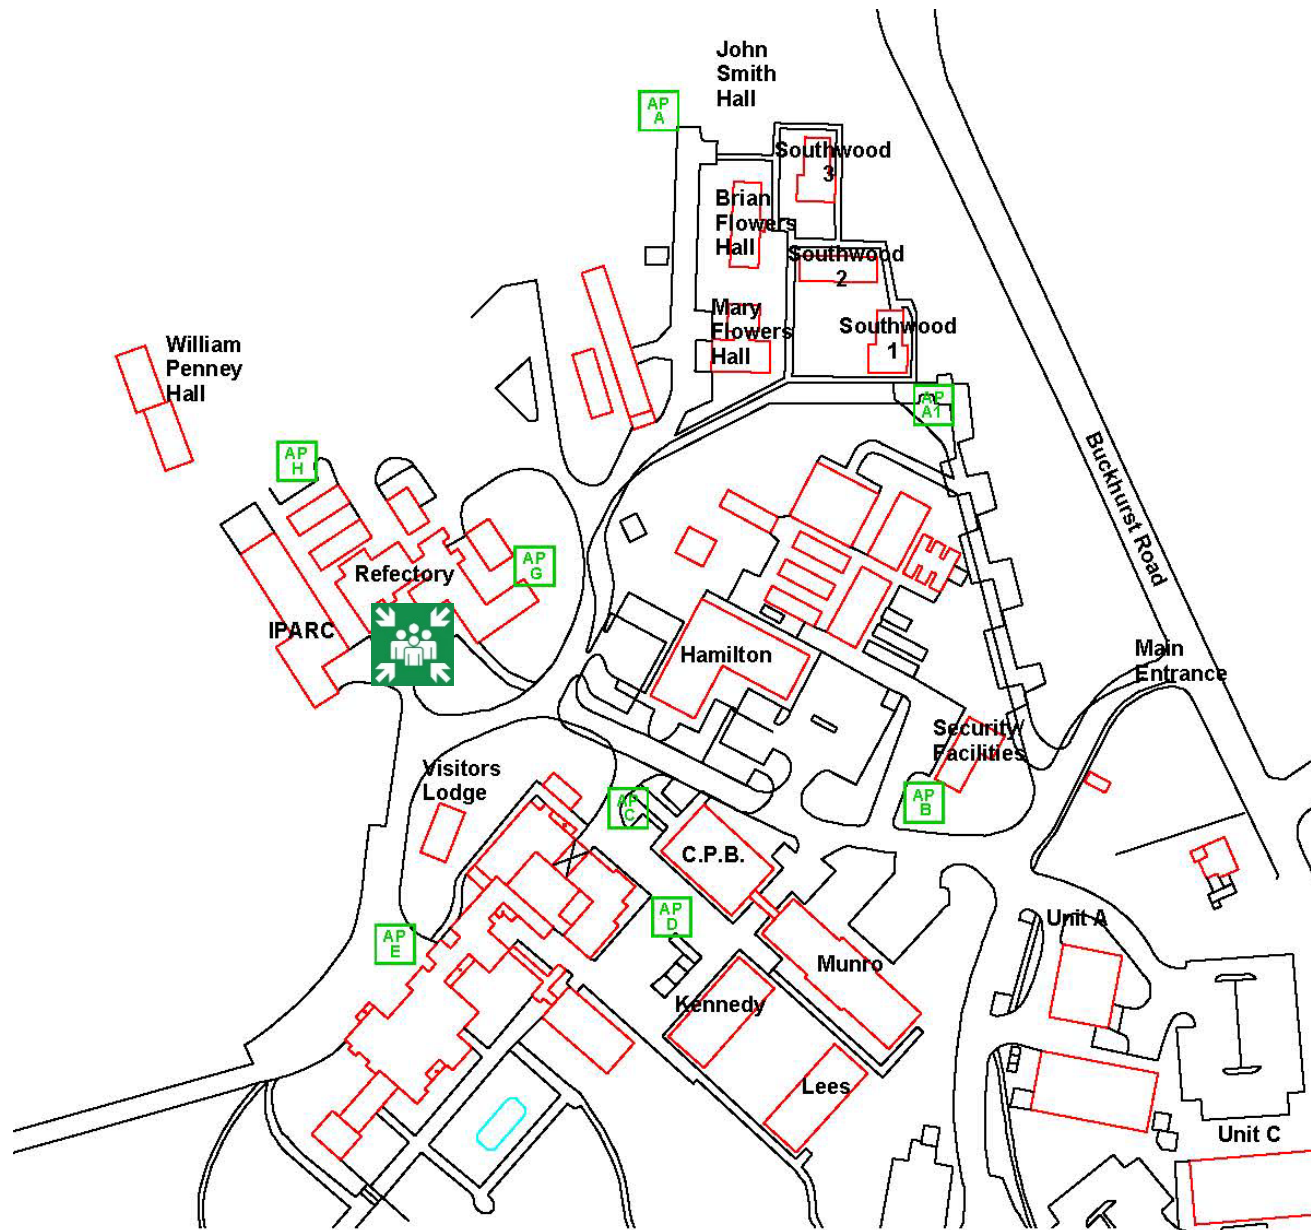 John
Smith
Hall
AP
A
Southwood
3
Brian
Flowers
Hall
Southwood
2
Mary
Flowers
Hall
Southwood
1
William
Penney
Hall
AP
A1
Buckhurst Road
AP
H
AP
G
Refectory
IPARC
Hamilton
Main
Entrance
Security/
Facilities
Visitors
Lodge
AP
C
AP
B
C.P.B.
AP
D
Unit A
AP
E
Munro
Kennedy
Lees
Unit C